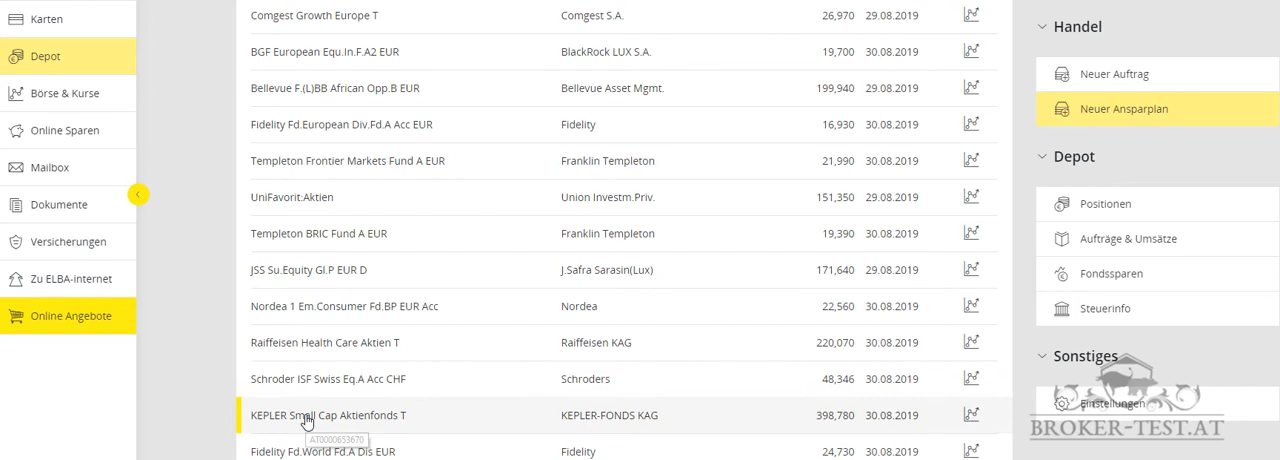 Karten
Depot
Börse & Kurse
Online Sparen
Mailbox
Dokumente
Versicherungen
Zu ELBA-internet
Online Angebote
Comgest Growth Europe T Comgest S.A. 26,970 29.08.2019
BGF European Equ.In.F.A2 EUR BlackRock LUX S.A. 19,700 30.08.2019
Bellevue F.(L)BB African Opp.B EUR Bellevue Asset Mgmt. 199,940 29.08.2019
Fidelity Fd.European Div.Fd.A Acc EUR Fidelity 16,930 30.08.2019
Templeton Frontier Markets Fund A EUR Franklin Templeton 21,990 30.08.2019
UniFavorit:Aktien Union Investm.Priv. 151,350 29.08.2019
Templeton BRIC Fund A EUR Franklin Templeton 19,390 30.08.2019
JSS Su.Equity Gl.P EUR D J.Safra Sarasin(Lux) 171,640 29.08.2019
Nordea 1 Em.Consumer Fd.BP EUR Acc Nordea 22,560 30.08.2019
Raiffeisen Health Care Aktien T Raiffeisen KAG 220,070 30.08.2019
Schroder ISF Swiss Eq.A Acc CHF Schroders 48,346 30.08.2019
KEPLER Small Cap Aktienfonds T KEPLER-FONDS KAG 398,780 30.08.2019
AT0000653670
Fidelity Fd.World Fd.A Dis EUR Fidelity 24,730 30.08.2019
Handel
Neuer Auftrag
Neuer Ansparplan
Depot
Positionen
Aufträge & Umsätze
Fondssparen
Steuerinfo
Sonstiges
Einstellungen
BROKER-TEST.AT